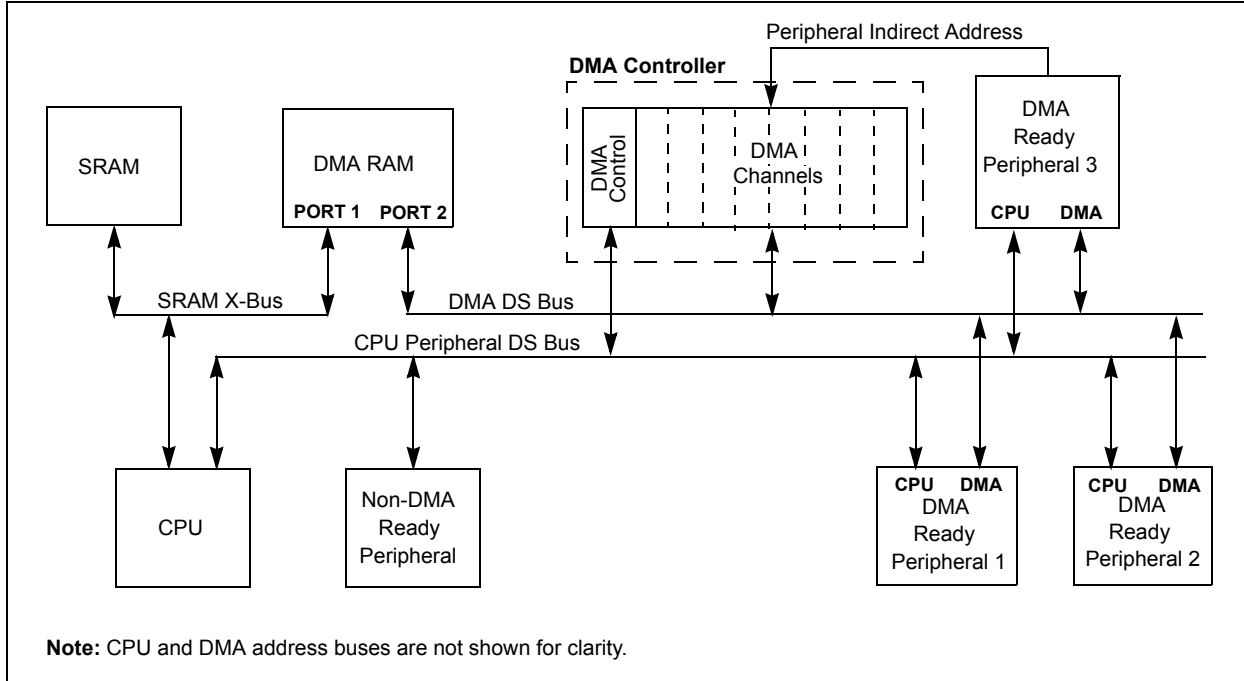 Peripheral Indirect Address
DMA Controller
SRAM
DMA RAM
PORT 1 PORT 2
DMA
Control
DMA
Channels
DMA
Ready
Peripheral 3
CPU DMA
SRAM X-Bus
DMA DS Bus
CPU Peripheral DS Bus
CPU
Non-DMA
Ready
Peripheral
CPU DMA
DMA
Ready
Peripheral 1
CPU DMA
DMA
Ready
Peripheral 2
Note: CPU and DMA address buses are not shown for clarity.